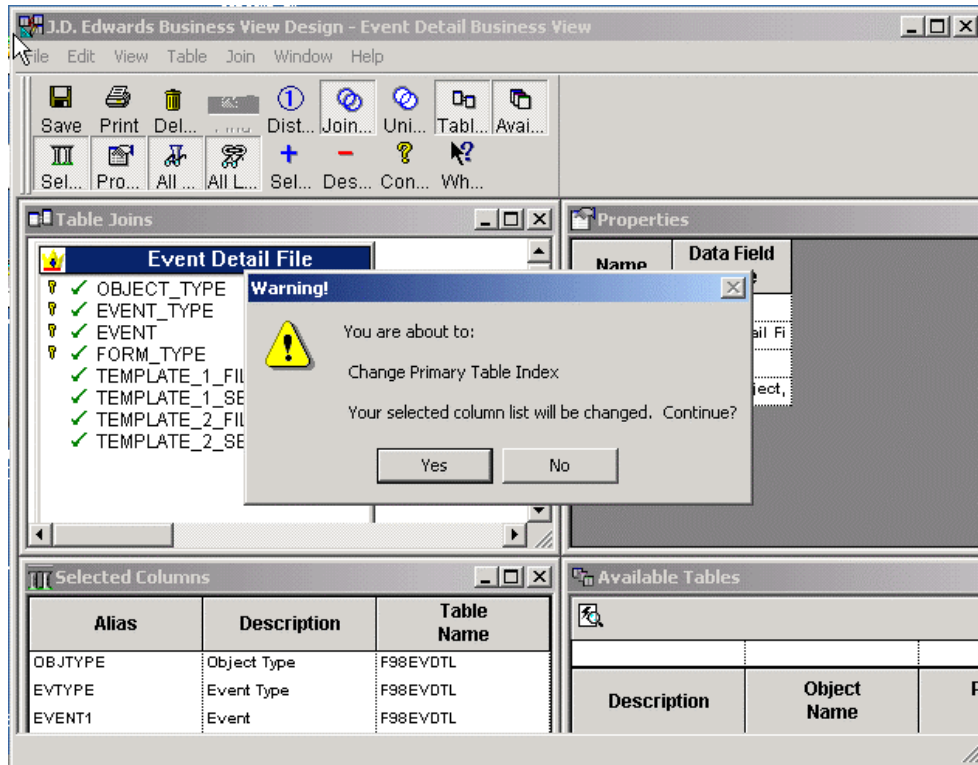 J.D. Edwards Business View Design - Event Detail Business View
File Edit View Table Join Window Help
Save Print Del... Dist... Join... Uni... Tabl... Avai...
Sel... Pro... All ... All L... Sel... Des... Con... Wh...
Table Joins
Event Detail File
OBJECT_TYPE
EVENT_TYPE
EVENT
FORM_TYPE
TEMPLATE_1_FIL
TEMPLATE_1_SE
TEMPLATE_2_FIL
TEMPLATE_2_SE
Properties
Name Data Field
ail Fi
ject,
Warning!
You are about to:
Change Primary Table Index
Your selected column list will be changed. Continue?
Yes No
Selected Columns
Alias Description Table Name
OBJTYPE Object Type F98EVDTL
EVTYPE Event Type F98EVDTL
EVENT1 Event F98EVDTL
Available Tables
Description Object Name